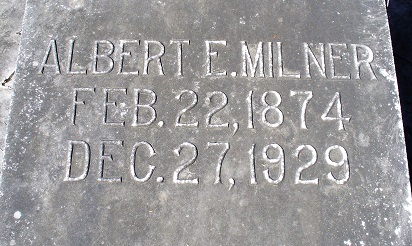 ALBERT E. MILNER
FEB. 22, 1874
DEC. 27, 1929